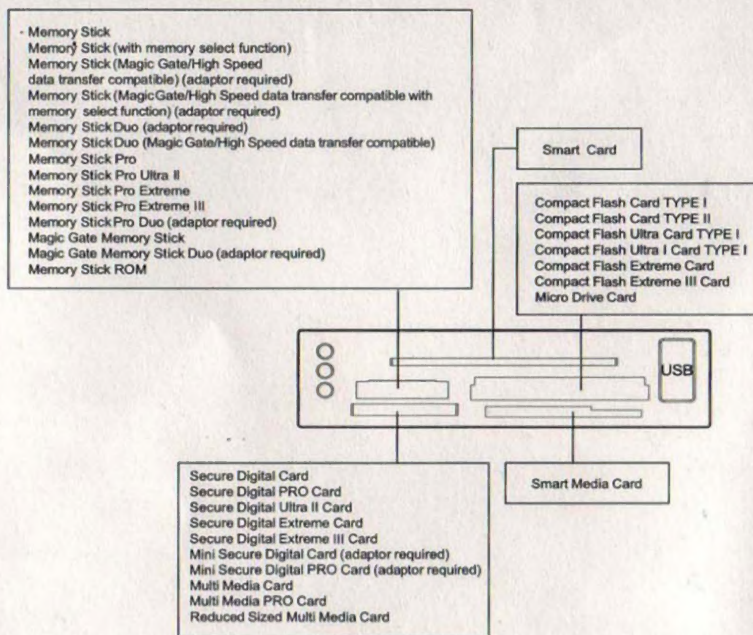 - Memory Stick
Memory Stick (with memory select function)
Memory Stick (Magic Gate/High Speed
data transfer compatible) (adaptor required)
Memory Stick (MagicGate/High Speed data transfer compatible with
memory select function) (adaptor required)
Memory Stick Duo (adaptor required)
Memory Stick Duo (Magic Gate/High Speed data transfer compatible)
Memory Stick Pro
Memory Stick Pro Ultra II
Memory Stick Pro Extreme
Memory Stick Pro Extreme III
Memory Stick Pro Duo (adaptor required)
Magic Gate Memory Stick
Magic Gate Memory Stick Duo (adaptor required)
Memory Stick ROM
Smart Card
Compact Flash Card TYPE I
Compact Flash Card TYPE II
Compact Flash Ultra Card TYPE I
Compact Flash Ultra I Card TYPE I
Compact Flash Extreme Card
Compact Flash Extreme III Card
Micro Drive Card
USB
Secure Digital Card
Secure Digital PRO Card
Secure Digital Ultra II Card
Secure Digital Extreme Card
Secure Digital Extreme III Card
Mini Secure Digital Card (adaptor required)
Mini Secure Digital PRO Card (adaptor required)
Multi Media Card
Multi Media PRO Card
Reduced Sized Multi Media Card
Smart Media Card